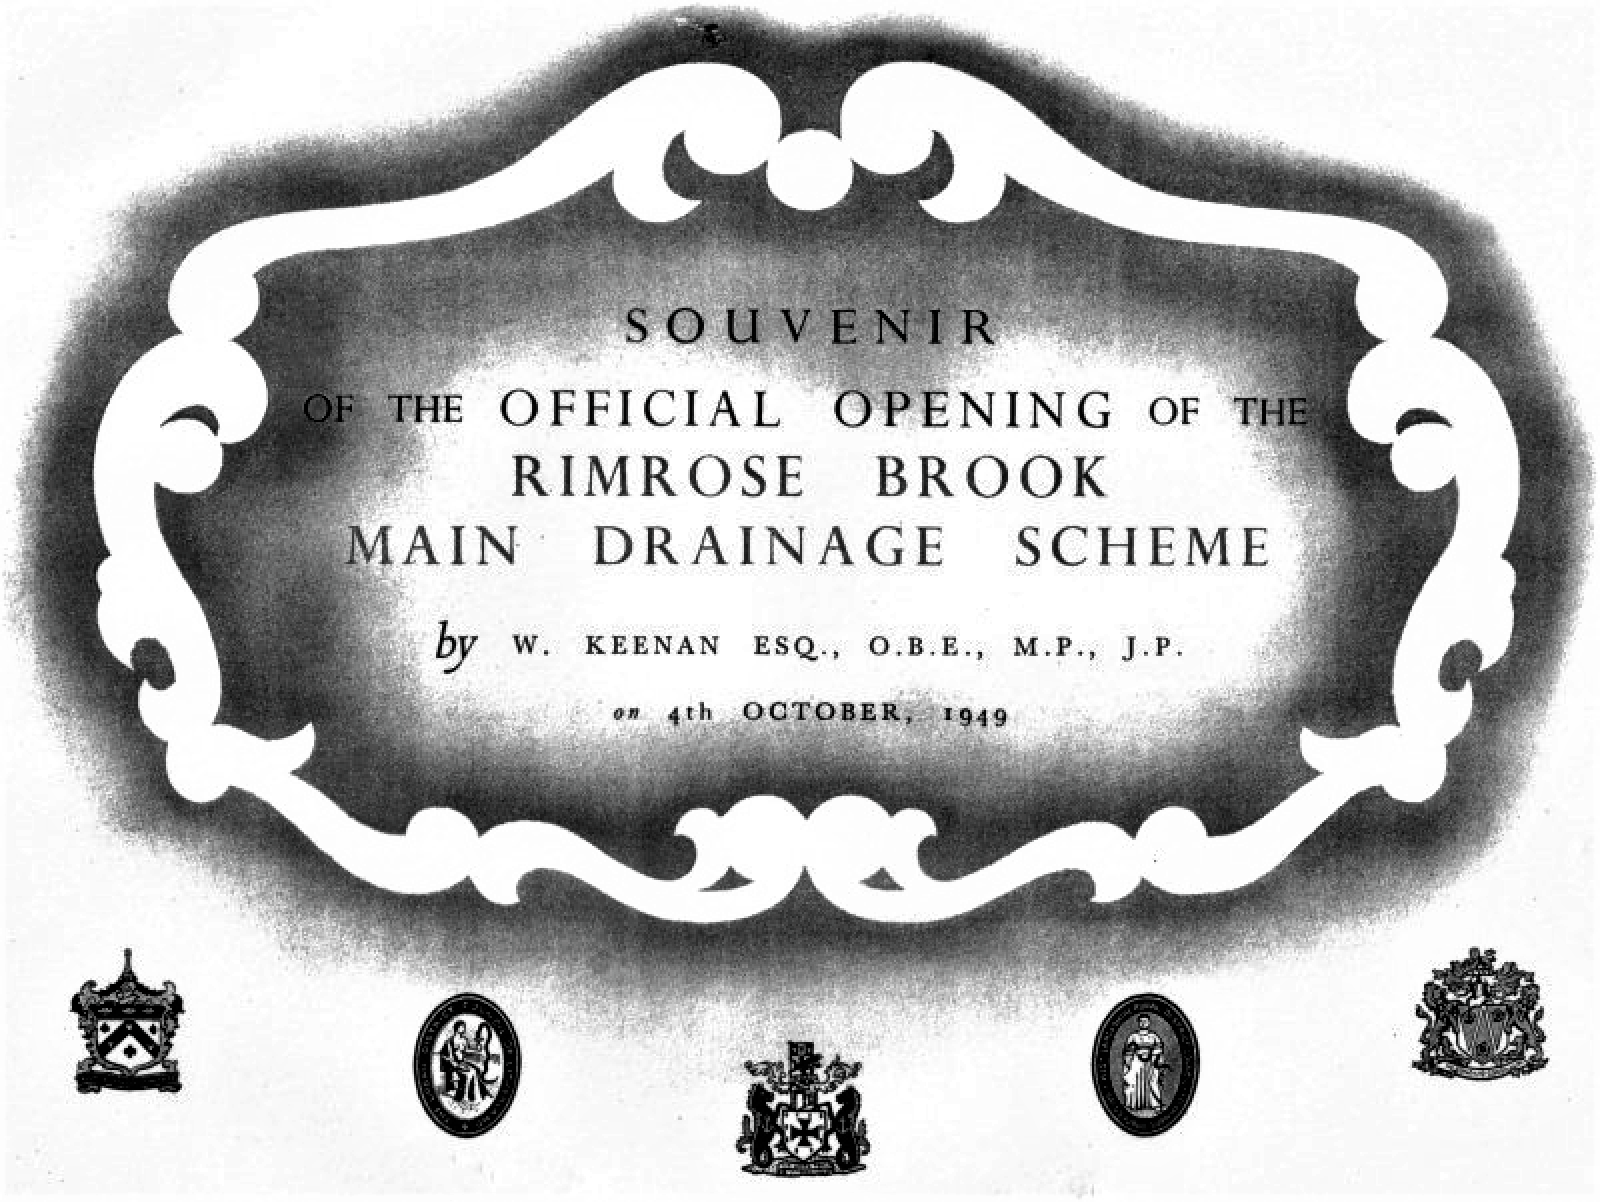 SOUVENIR
OF THE OFFICIAL OPENING OF THE
RIMROSE BROOK
MAIN DRAINAGE SCHEME
by W. KEENAN ESQ., O.B.E., M.P., J.P.
on 4th OCTOBER, 1949